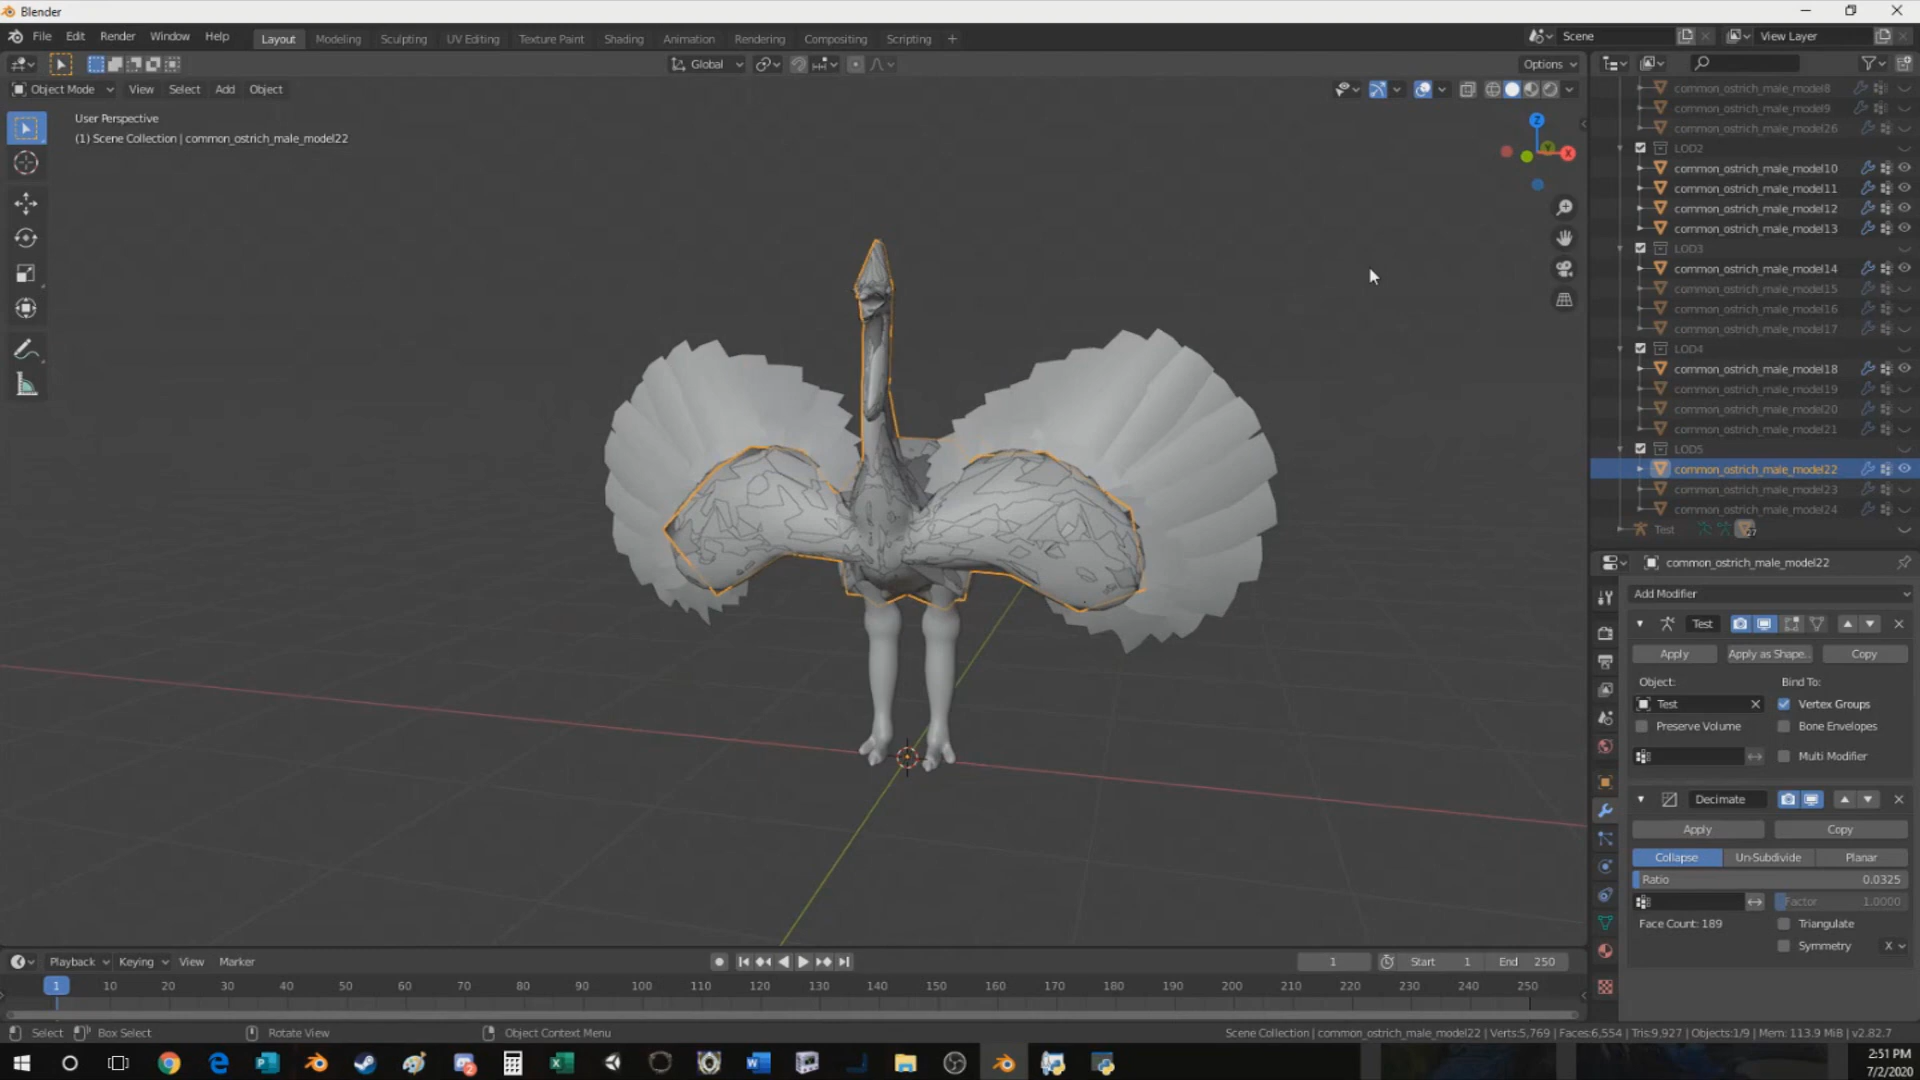 Blender
File Edit Render Window Help
Layout Modeling Sculpting UV Editing Texture Paint Shading Animation Rendering Compositing Scripting +
Scene View Layer
Global Options
Object Mode View Select Add Object
User Perspective
(1) Scene Collection | common_ostrich_male_model22
Z
Y
X
common_ostrich_male_model8
common_ostrich_male_model9
common_ostrich_male_model26
LOD2
common_ostrich_male_model10
common_ostrich_male_model11
common_ostrich_male_model12
common_ostrich_male_model13
LOD3
common_ostrich_male_model14
common_ostrich_male_model15
common_ostrich_male_model16
common_ostrich_male_model17
LOD4
common_ostrich_male_model18
common_ostrich_male_model19
common_ostrich_male_model20
common_ostrich_male_model21
LOD5
common_ostrich_male_model22
common_ostrich_male_model23
common_ostrich_male_model24
Test 27
common_ostrich_male_model22
Add Modifier
Test
Apply Apply as Shape... Copy
Object: Bind To:
Test Vertex Groups
Preserve Volume Bone Envelopes
Multi Modifier
Decimate
Apply Copy
Collapse Un-Subdivide Planar
Ratio 0.0325
Factor 1.0000
Face Count: 189 Triangulate
Symmetry X
Playback Keying View Marker
1 Start 1 End 250
1 10 20 30 40 50 60 70 80 90 100 110 120 130 140 150 160 170 180 190 200 210 220 230 240 250
Select Box Select Rotate View Object Context Menu
Scene Collection | common_ostrich_male_model22 | Verts:5,769 | Faces:6,554 | Tris:9,927 | Objects:1/9 | Mem: 113.9 MiB | v2.82.7
2:51 PM
7/2/2020